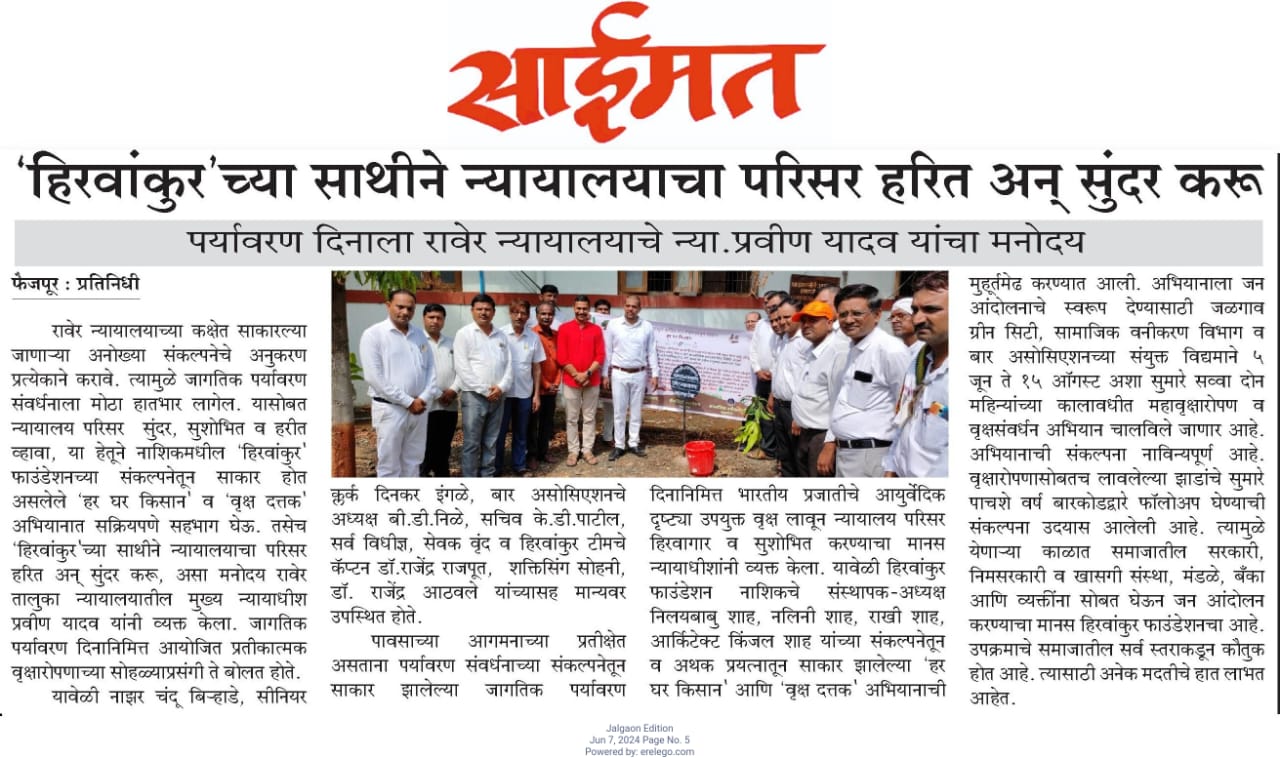 साईमत
‘हिरवांकुर’च्या साथीने न्यायालयाचा परिसर हरित अन् सुंदर करू
पर्यावरण दिनाला रावेर न्यायालयाचे न्या.प्रवीण यादव यांचा मनोदय
फैजपूर : प्रतिनिधी
रावेर न्यायालयाच्या कक्षेत साकारल्या
जाणाऱ्या अनोख्या संकल्पनेचे अनुकरण
प्रत्येकाने करावे. त्यामुळे जागतिक पर्यावरण
संवर्धनाला मोठा हातभार लागेल. यासोबत
न्यायालय परिसर सुंदर, सुशोभित व हरीत
व्हावा, या हेतूने नाशिकमधील ‘हिरवांकुर'
फाउंडेशनच्या संकल्पनेतून साकार होत
असलेले ‘हर घर किसान' व ‘वृक्ष दत्तक'
अभियानात सक्रियपणे सहभाग घेऊ. तसेच
‘हिरवांकुर'च्या साथीने न्यायालयाचा परिसर
हरित अन् सुंदर करू, असा मनोदय रावेर
तालुका न्यायालयातील मुख्य न्यायाधीश
प्रवीण यादव यांनी व्यक्त केला. जागतिक
पर्यावरण दिनानिमित्त आयोजित प्रतीकात्मक
वृक्षारोपणाच्या सोहळ्याप्रसंगी ते बोलत होते.
यावेळी नाझर चंदू बिऱ्हाडे, सीनियर
क्लर्क दिनकर इंगळे, बार असोसिएशनचे
अध्यक्ष बी.डी.निळे, सचिव के.डी.पाटील,
सर्व विधीज्ञ, सेवक वृंद व हिरवांकुर टीमचे
कॅप्टन डॉ.राजेंद्र राजपूत, शक्तिसिंग सोहनी,
डॉ. राजेंद्र आठवले यांच्यासह मान्यवर
उपस्थित होते.
पावसाच्या आगमनाच्या प्रतीक्षेत
असताना पर्यावरण संवर्धनाच्या संकल्पनेतून
साकार झालेल्या जागतिक पर्यावरण
दिनानिमित्त भारतीय प्रजातीचे आयुर्वेदिक
दृष्ट्या उपयुक्त वृक्ष लावून न्यायालय परिसर
हिरवागार व सुशोभित करण्याचा मानस
न्यायाधीशांनी व्यक्त केला. यावेळी हिरवांकुर
फाउंडेशन नाशिकचे संस्थापक-अध्यक्ष
निलयबाबु शाह, नलिनी शाह, राखी शाह,
आर्किटेक्ट किंजल शाह यांच्या संकल्पनेतून
व अथक प्रयत्नातून साकार झालेल्या ‘हर
घर किसान' आणि ‘वृक्ष दत्तक' अभियानाची
मुहूर्तमेढ करण्यात आली. अभियानाला जन
आंदोलनाचे स्वरूप देण्यासाठी जळगाव
ग्रीन सिटी, सामाजिक वनीकरण विभाग व
बार असोसिएशनच्या संयुक्त विद्यमाने ५
जून ते १५ ऑगस्ट अशा सुमारे सव्वा दोन
महिन्यांच्या कालावधीत महावृक्षारोपण व
वृक्षसंवर्धन अभियान चालविले जाणार आहे.
अभियानाची संकल्पना नाविन्यपूर्ण आहे.
वृक्षारोपणासोबतच लावलेल्या झाडांचे सुमारे
पाचशे वर्ष बारकोडद्वारे फॉलोअप घेण्याची
संकल्पना उदयास आलेली आहे. त्यामुळे
येणाऱ्या काळात समाजातील सरकारी,
निमसरकारी व खासगी संस्था, मंडळे, बँका
आणि व्यक्तींना सोबत घेऊन जन आंदोलन
करण्याचा मानस हिरवांकुर फाउंडेशनचा आहे.
उपक्रमाचे समाजातील सर्व स्तराकडून कौतुक
होत आहे. त्यासाठी अनेक मदतीचे हात लाभत
आहेत.
Jalgaon Edition
Jun 7, 2024 Page No. 5
Powered by: erelego.com